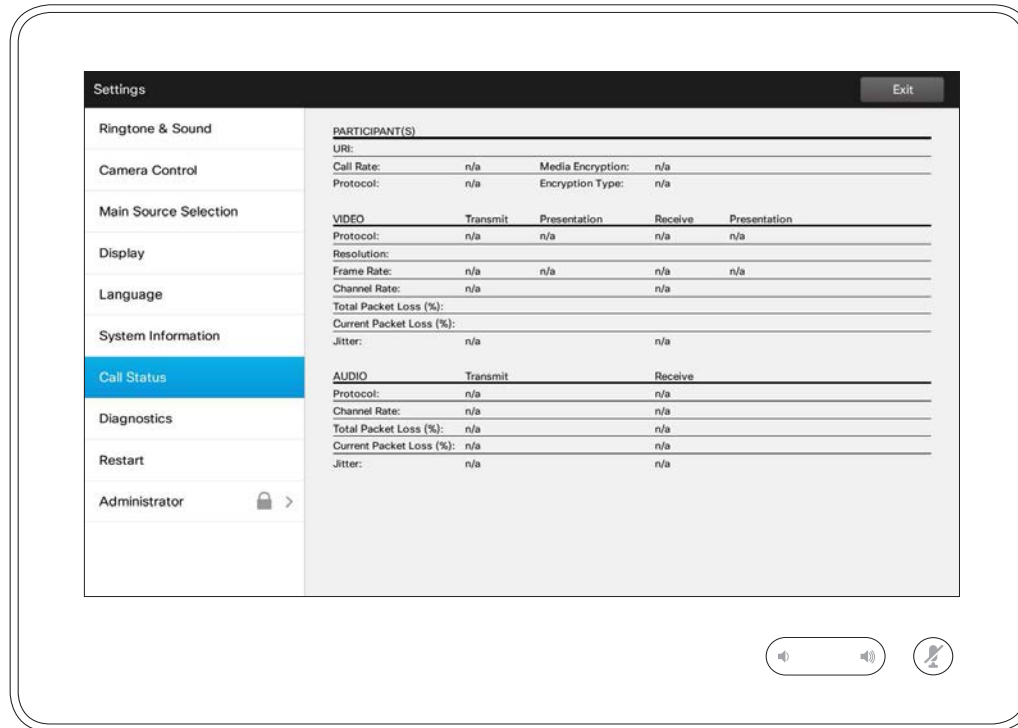 Settings Exit
Ringtone & Sound
Camera Control
Main Source Selection
Display
Language
System Information
Call Status
Diagnostics
Restart
Administrator
PARTICIPANT(S)
URI:
Call Rate: n/a Media Encryption: n/a
Protocol: n/a Encryption Type: n/a
VIDEO Transmit Presentation Receive Presentation
Protocol: n/a n/a n/a n/a
Resolution:
Frame Rate: n/a n/a n/a n/a
Channel Rate: n/a n/a
Total Packet Loss (%):
Current Packet Loss (%):
Jitter: n/a n/a
AUDIO Transmit Receive
Protocol: n/a n/a
Channel Rate: n/a n/a
Total Packet Loss (%): n/a n/a
Current Packet Loss (%): n/a n/a
Jitter: n/a n/a